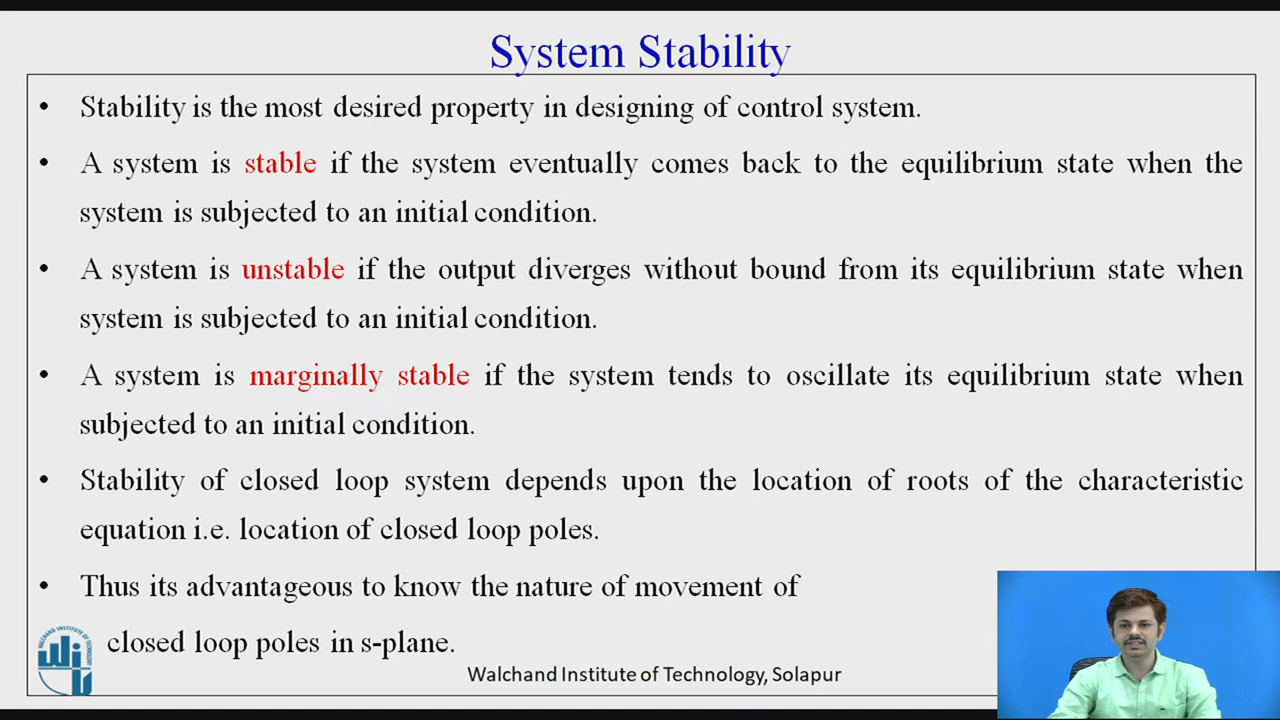 System Stability
• Stability is the most desired property in designing of control system.
• A system is stable if the system eventually comes back to the equilibrium state when the
system is subjected to an initial condition.
• A system is unstable if the output diverges without bound from its equilibrium state when
system is subjected to an initial condition.
• A system is marginally stable if the system tends to oscillate its equilibrium state when
subjected to an initial condition.
• Stability of closed loop system depends upon the location of roots of the characteristic
equation i.e. location of closed loop poles.
• Thus its advantageous to know the nature of movement of
closed loop poles in s-plane.
WALCHAND INSTITUTE OF TECHNOLOGY
Walchand Institute of Technology, Solapur